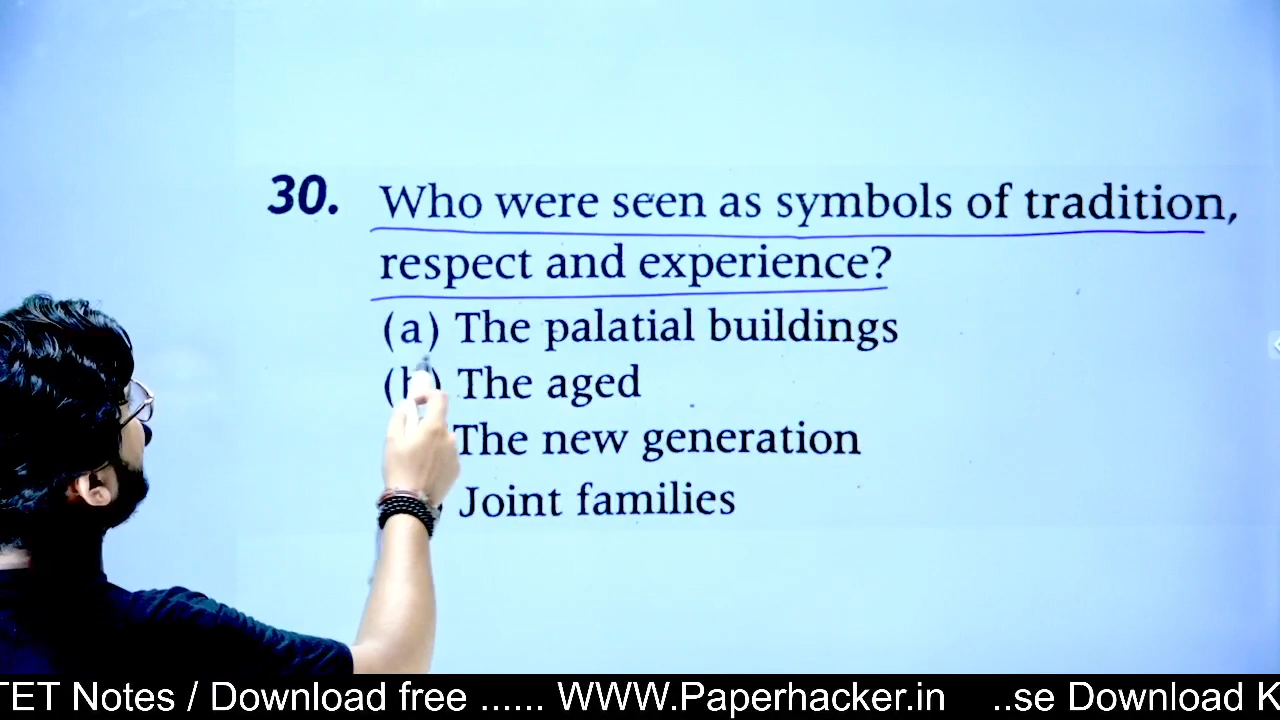 30. Who were seen as symbols of tradition,
respect and experience?
(a) The palatial buildings
(b) The aged
The new generation
Joint families
TET Notes / Download free ...... WWW.Paperhacker.in ..se Download K